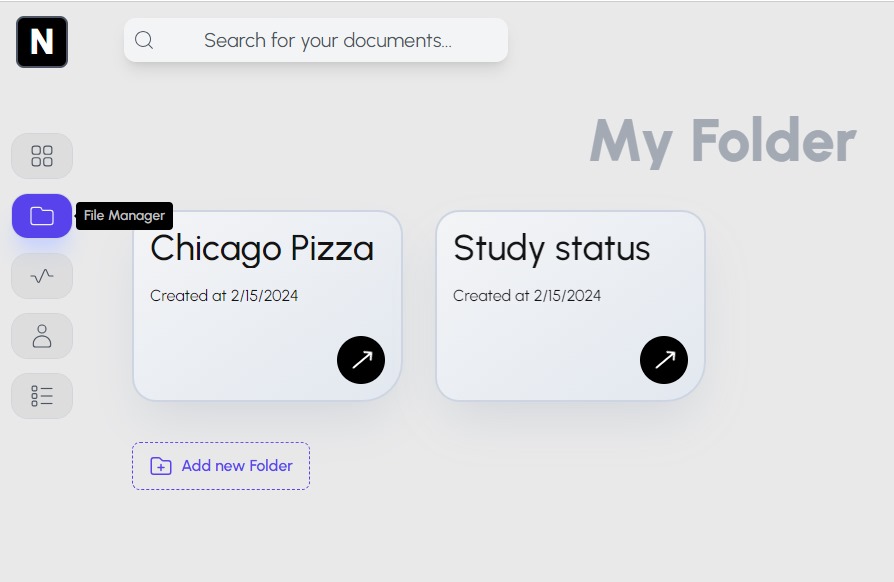 N
Search for your documents...
My Folder
File Manager
Chicago Pizza
Created at 2/15/2024
Study status
Created at 2/15/2024
Add new Folder